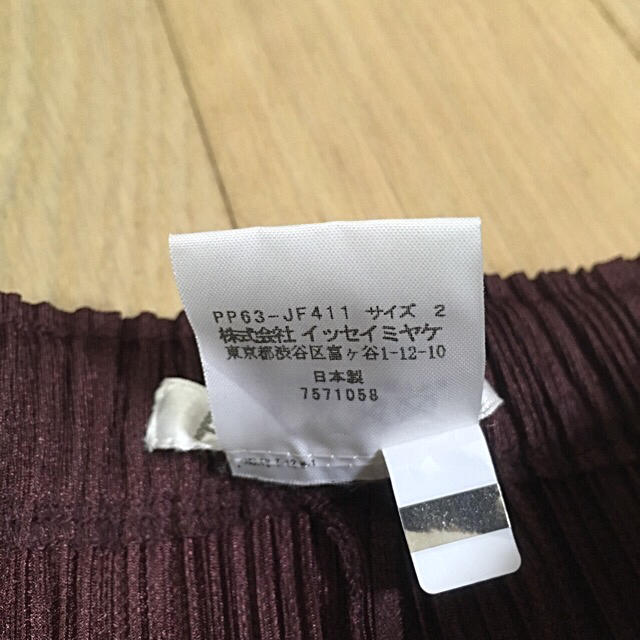 PP63-JF411 サイズ 2
株式会社 イッセイミヤケ
東京都渋谷区富ヶ谷1-12-10
日本製
7571058